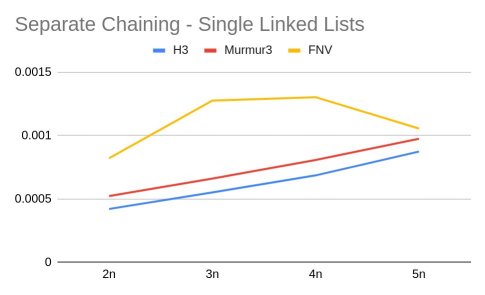 Separate Chaining - Single Linked Lists
H3 Murmur3 FNV
0.0015
0.001
0.0005
0
2n 3n 4n 5n